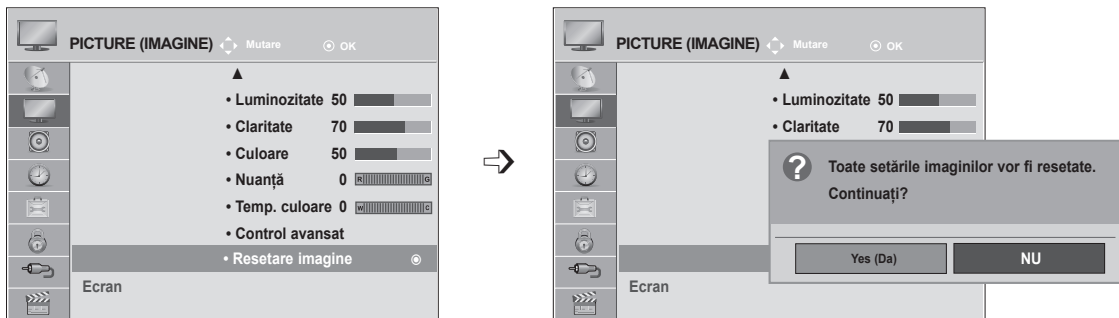 PICTURE (IMAGINE) Mutare OK
▲
• Luminozitate 50
• Claritate 70
• Culoare 50
• Nuanță 0 R G
• Temp. culoare 0 W C
• Control avansat
• Resetare imagine
Ecran
PICTURE (IMAGINE) Mutare OK
▲
• Luminozitate 50
• Claritate 70
? Toate setările imaginilor vor fi resetate.
Continuați?
Yes (Da) NU
Ecran